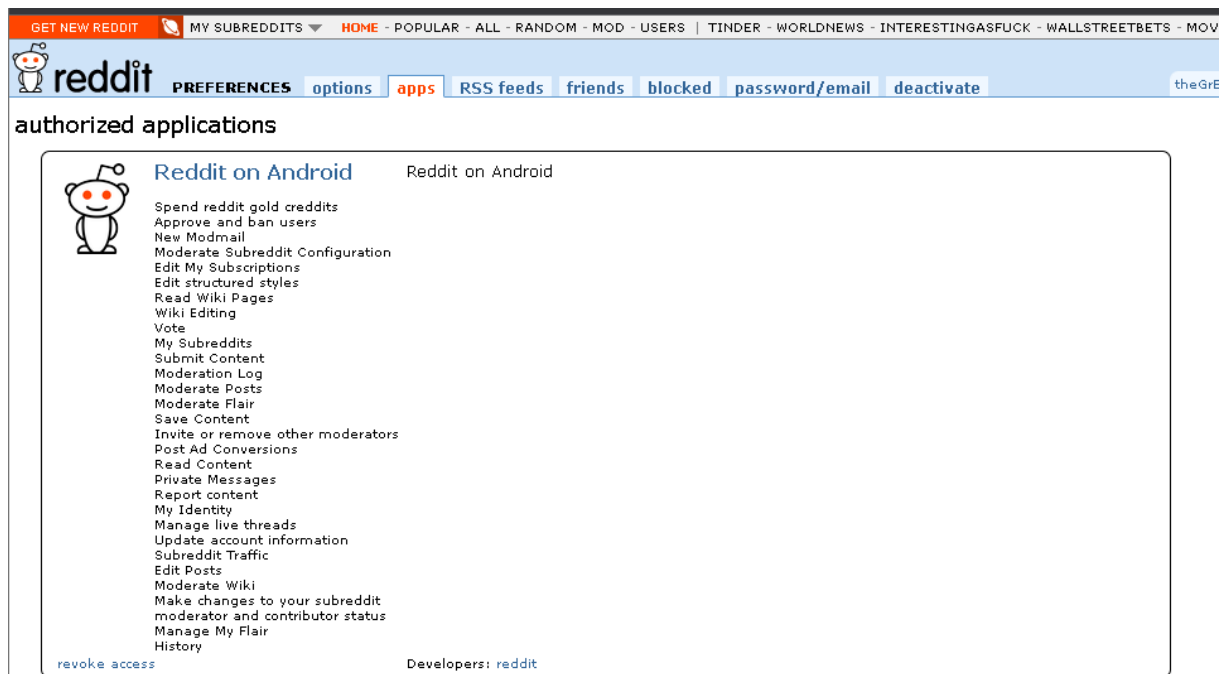 GET NEW REDDIT MY SUBREDDITS HOME - POPULAR - ALL - RANDOM - MOD - USERS | TINDER - WORLDNEWS - INTERESTINGASFUCK - WALLSTREETBETS - MOV
reddit PREFERENCES options apps RSS feeds friends blocked password/email deactivate theGrE
authorized applications
Reddit on Android Reddit on Android
Spend reddit gold creddits
Approve and ban users
New Modmail
Moderate Subreddit Configuration
Edit My Subscriptions
Edit structured styles
Read Wiki Pages
Wiki Editing
Vote
My Subreddits
Submit Content
Moderation Log
Moderate Posts
Moderate Flair
Save Content
Invite or remove other moderators
Post Ad Conversions
Read Content
Private Messages
Report content
My Identity
Manage live threads
Update account information
Subreddit Traffic
Edit Posts
Moderate Wiki
Make changes to your subreddit
moderator and contributor status
Manage My Flair
History
revoke access Developers: reddit